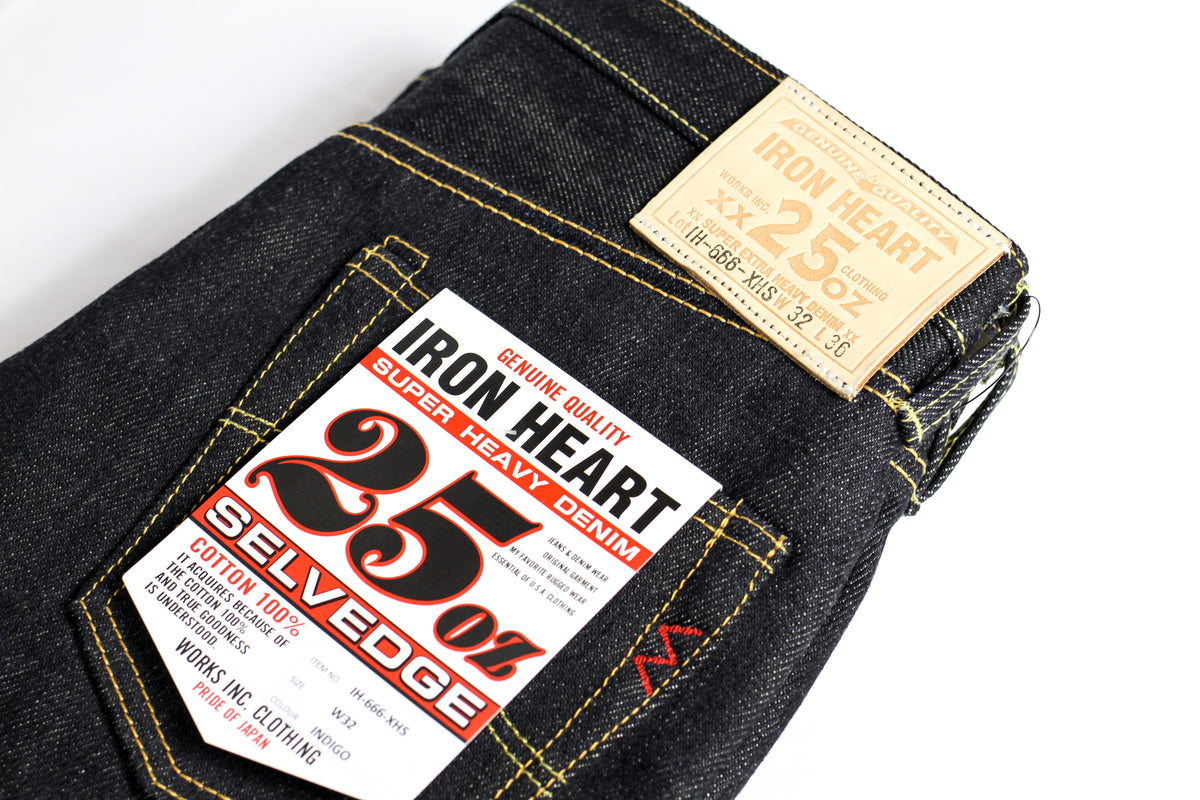 GENUINE QUALITY
IRON HEART
WORKS INC.
CLOTHING
XX 25 OZ
XX SUPER EXTRA HEAVY DENIM XX
Lot IH-666-XHS W 32 L 36
GENUINE QUALITY
IRON HEART
SUPER HEAVY DENIM
25 oz
JEANS & DENIM WEAR
ORIGINAL GARMENT
MY FAVORITE RUGGED WEAR
ESSENTIAL OF U.S.A. CLOTHING
SELVEDGE
COTTON 100%
IT ACQUIRES BECAUSE OF
THE COTTON 100%
AND TRUE GOODNESS
IS UNDERSTOOD.
ITEM NO IH-666-XHS
SIZE W32
COLOUR INDIGO
WORKS INC. CLOTHING
PRIDE OF JAPAN